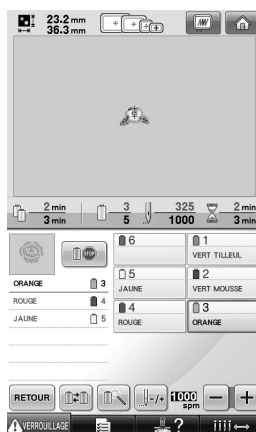 23.2 mm
36.3 mm
2 min
3 min
3
5
325
1000
2 min
3 min
ORANGE 3
ROUGE 4
JAUNE 5
6
1
VERT TILLEUL
5
JAUNE
2
VERT MOUSSE
4
ROUGE
3
ORANGE
RETOUR
-/+
1000
spm
-
+
VERROUILLAGE
?